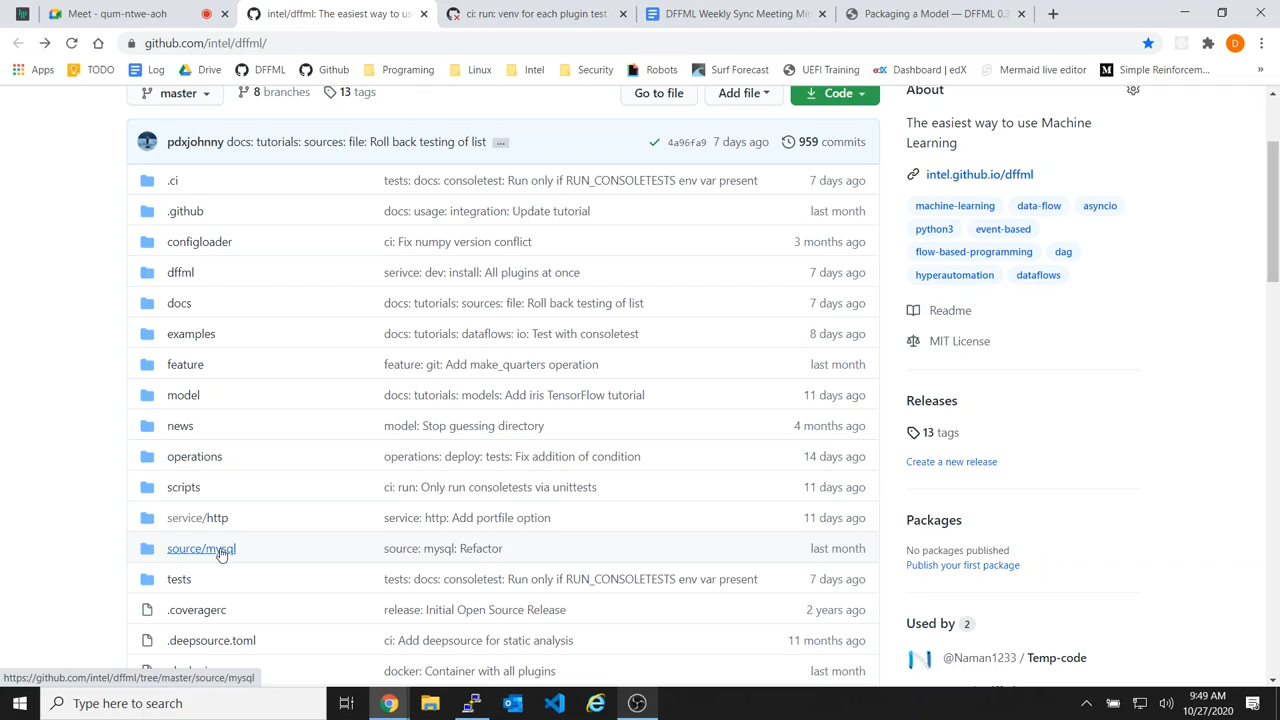 Meet - qum-ntwe-aoh
intel/dffml: The easiest way to us
ci: run: venv for each plugin test
DFFML Weekly Sync Meeting Mi
Packaging a Model — DFFML 0.3
github.com/intel/dffml/
Apps TODO Log Drive DFFML Github Programing Linux Intel Security Robots Surf Forecast UEFI Training Dashboard | edX Mermaid live editor Simple Reinforcem... »
master 8 branches 13 tags Go to file Add file Code
pdxjohnny docs: tutorials: sources: file: Roll back testing of list ... 4a96fa9 7 days ago 959 commits
.ci tests: docs: consoletest: Run only if RUN_CONSOLETESTS env var present 7 days ago
.github docs: usage: integration: Update tutorial last month
configloader ci: Fix numpy version conflict 3 months ago
dffml serivce: dev: install: All plugins at once 7 days ago
docs docs: tutorials: sources: file: Roll back testing of list 7 days ago
examples docs: tutorials: dataflows: io: Test with consoletest 8 days ago
feature feature: git: Add make_quarters operation last month
model docs: tutorials: models: Add iris TensorFlow tutorial 11 days ago
news model: Stop guessing directory 4 months ago
operations operations: deploy: tests: Fix addition of condition 14 days ago
scripts ci: run: Only run consoletests via unittests 11 days ago
service/http service: http: Add portfile option 11 days ago
source/mysql source: mysql: Refactor last month
tests tests: docs: consoletest: Run only if RUN_CONSOLETESTS env var present 7 days ago
.coveragerc release: Initial Open Source Release 2 years ago
.deepsource.toml ci: Add deepsource for static analysis 11 months ago
docker: Container with all plugins last month
About
The easiest way to use Machine
Learning
intel.github.io/dffml
machine-learning data-flow asyncio
python3 event-based
flow-based-programming dag
hyperautomation dataflows
Readme
MIT License
Releases
13 tags
Create a new release
Packages
No packages published
Publish your first package
Used by 2
@Naman1233 / Temp-code
https://github.com/intel/dffml/tree/master/source/mysql
Type here to search
9:49 AM
10/27/2020